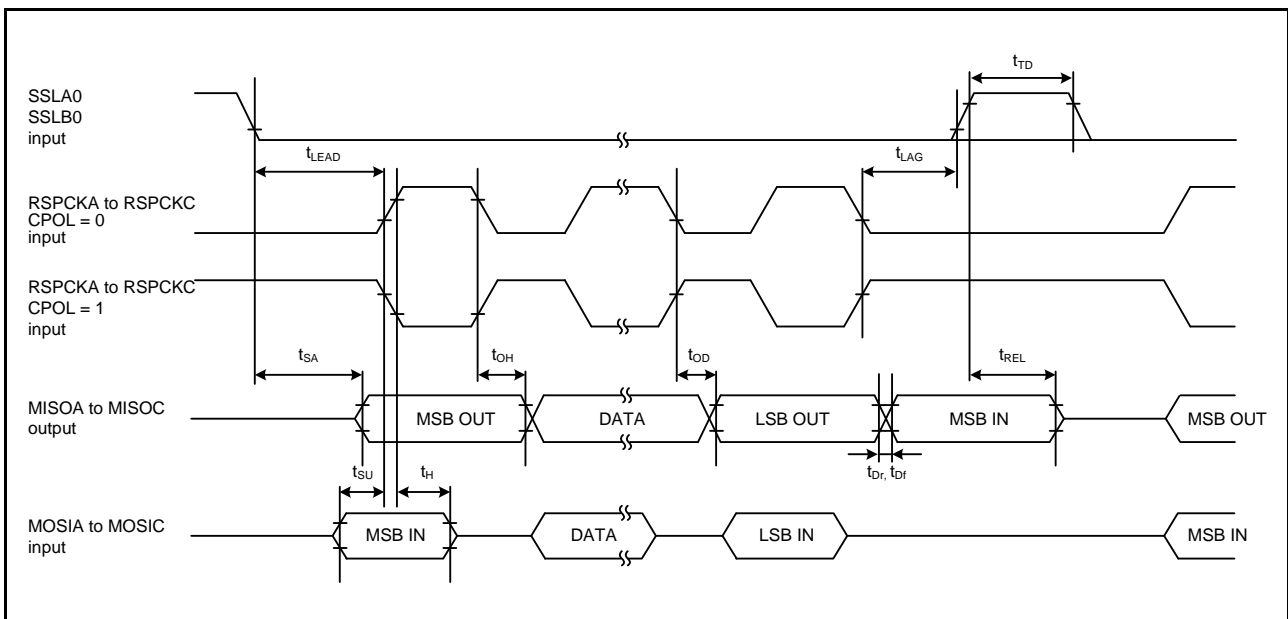 tTD
SSLA0
SSLB0
input
tLEAD
tLAG
RSPCKA to RSPCKC
CPOL = 0
input
RSPCKA to RSPCKC
CPOL = 1
input
tSA
tOH
tOD
tREL
MISOA to MISOC
output
MSB OUT
DATA
LSB OUT
MSB IN
MSB OUT
tSU
tH
tDr, tDf
MOSIA to MOSIC
input
MSB IN
DATA
LSB IN
MSB IN